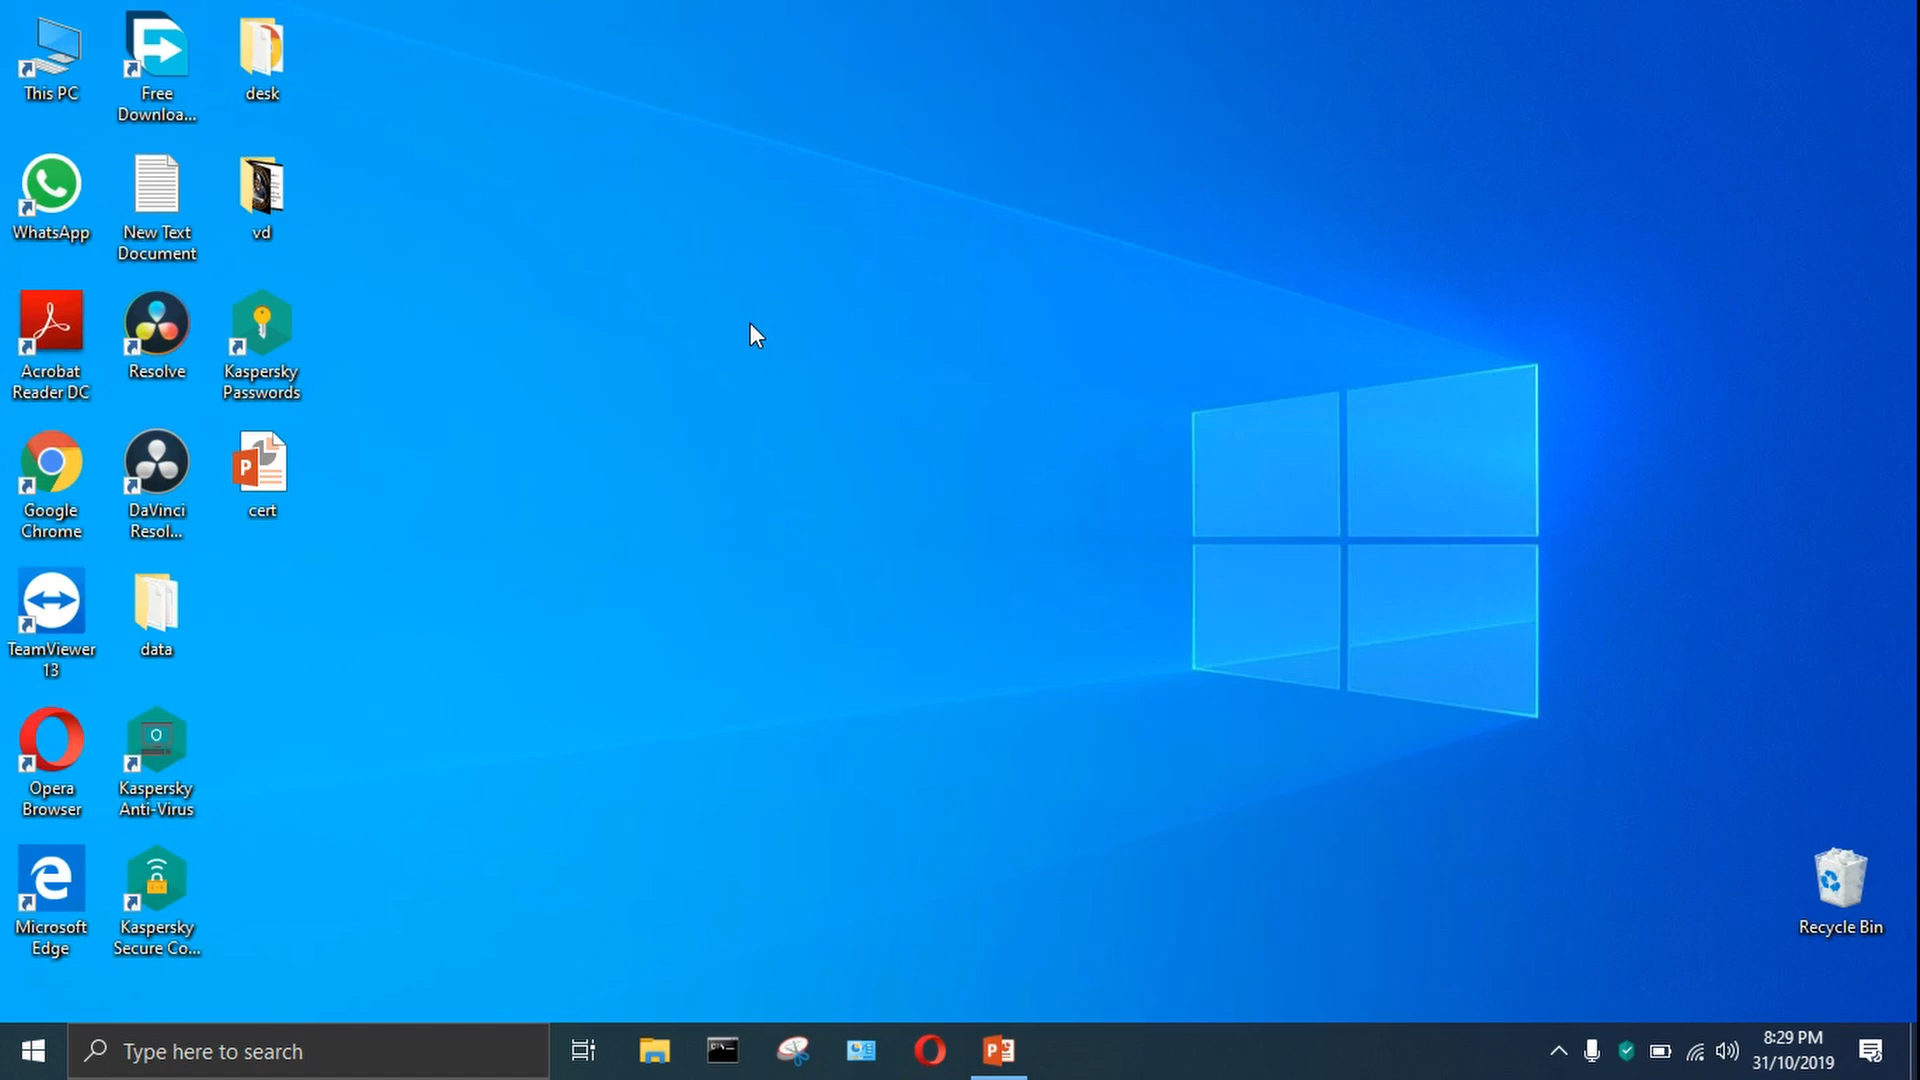 This PC
Free
Downloa...
desk
WhatsApp
New Text
Document
vd
Acrobat
Reader DC
Resolve
Kaspersky
Passwords
Google
Chrome
DaVinci
Resol...
P
cert
TeamViewer
13
data
Opera
Browser
Kaspersky
Anti-Virus
Microsoft
Edge
Kaspersky
Secure Co...
Recycle Bin
Type here to search
8:29 PM
31/10/2019